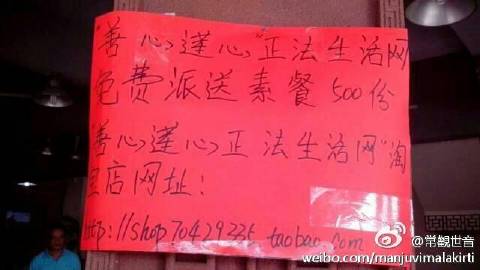 "善心莲心"正法生活网
免费派送素餐500份
"善心莲心正法生活网"淘
宝店网址:
http://shop70429235.taobao.com
@常觀世音
weibo.com/manjuvimalakirti